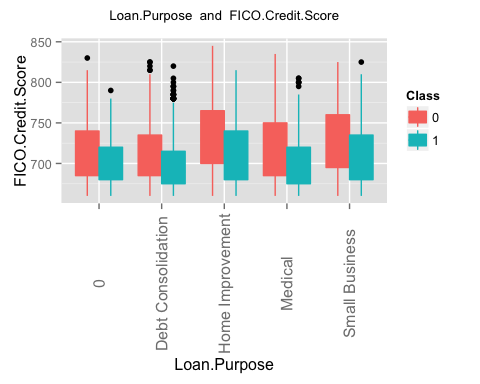 Loan.Purpose and FICO.Credit.Score
850
800
750
700
FICO.Credit.Score
Class
0
1
0
Debt Consolidation
Home Improvement
Medical
Small Business
Loan.Purpose